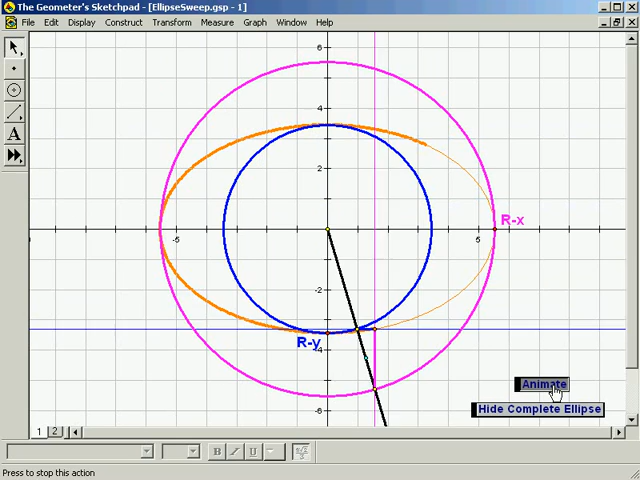 The Geometer's Sketchpad - [EllipseSweep.gsp - 1]
File Edit Display Construct Transform Measure Graph Window Help
A
6
4
2
-5
5
-2
-4
-6
R-x
R-y
Animate
Hide Complete Ellipse
1 2
B I U
Press to stop this action